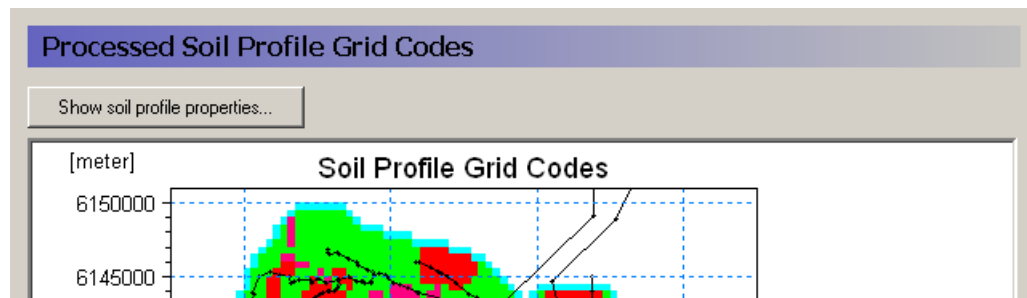 Processed Soil Profile Grid Codes
Show soil profile properties...
[meter]
Soil Profile Grid Codes
6150000
6145000